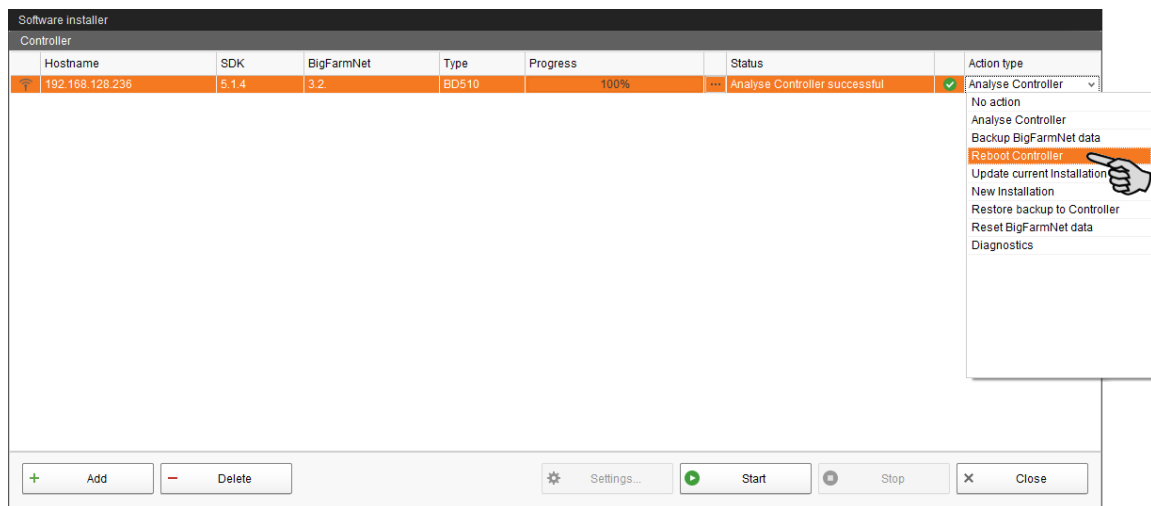 Software installer
Controller
Hostname SDK BigFarmNet Type Progress Status Action type
192.168.128.236 5.1.4 3.2. BD510 100% ... Analyse Controller successful Analyse Controller
No action
Analyse Controller
Backup BigFarmNet data
Reboot Controller
Update current Installation
New Installation
Restore backup to Controller
Reset BigFarmNet data
Diagnostics
+ Add − Delete Settings... Start Stop × Close